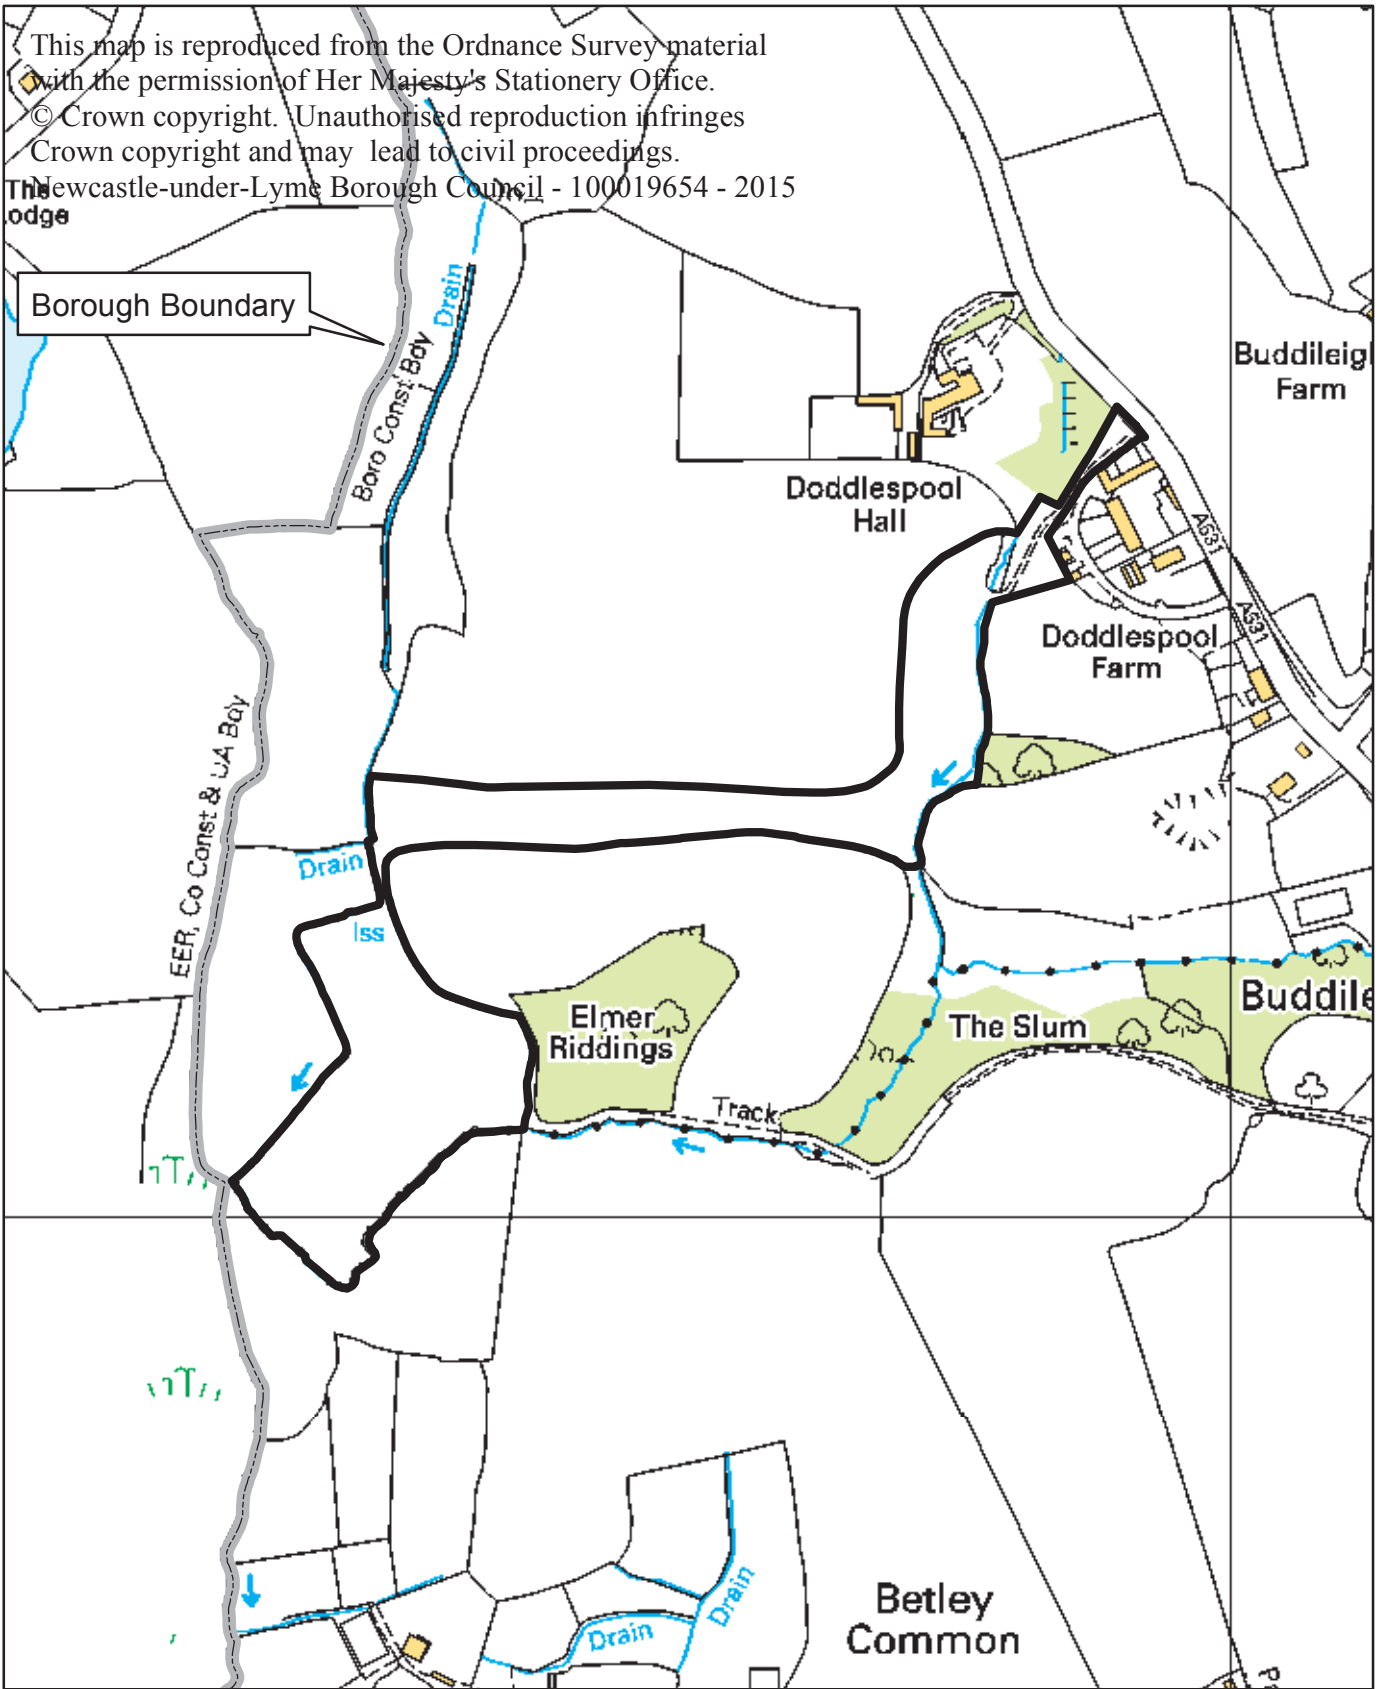 This map is reproduced from the Ordnance Survey material
with the permission of Her Majesty's Stationery Office.
© Crown copyright. Unauthorised reproduction infringes
Crown copyright and may lead to civil proceedings.
Newcastle-under-Lyme Borough Council - 100019654 - 2015
The
odge
Borough Boundary
Drain
Boro Const Bdy
Buddileig
Farm
Doddlespool
Hall
A531
A531
Doddlespool
Farm
EER, Co Const & UA Bdy
Drain
Iss
Elmer
Riddings
The Slum
Buddile
Track
Betley
Common
Drain
Drain